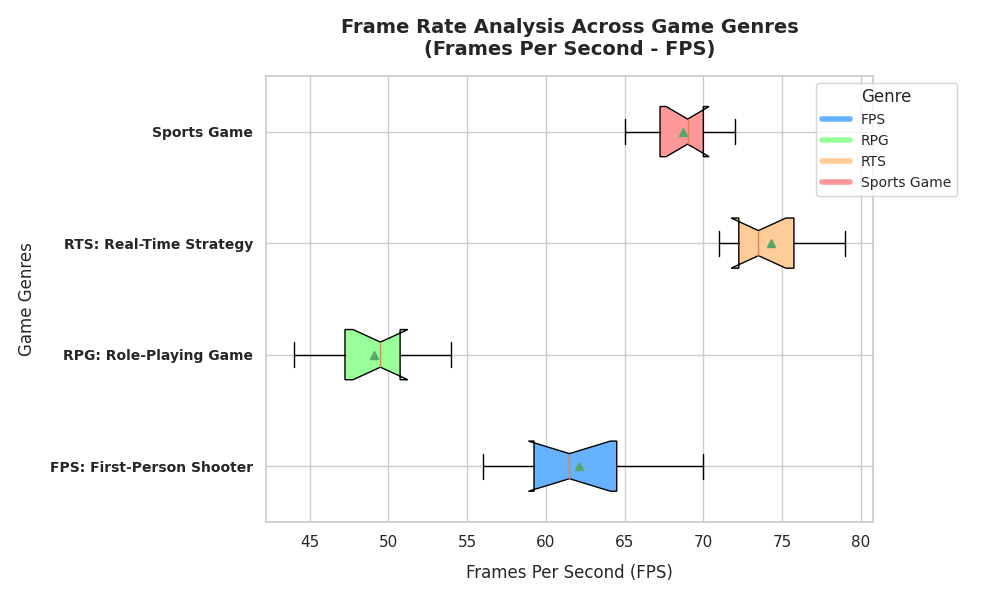 Frame Rate Analysis Across Game Genres
(Frames Per Second - FPS)
Genre
FPS
RPG
RTS
Sports Game
Game Genres
Sports Game
RTS: Real-Time Strategy
RPG: Role-Playing Game
FPS: First-Person Shooter
45 50 55 60 65 70 75 80
Frames Per Second (FPS)